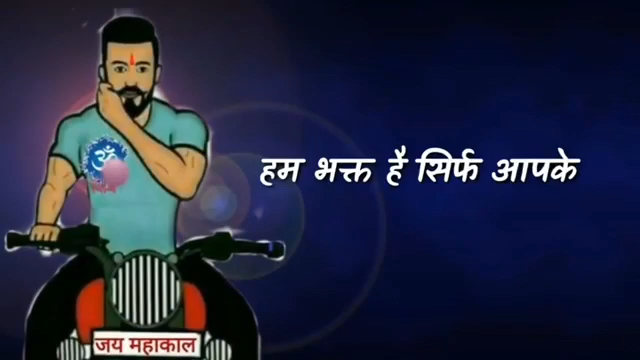 हम भक्त है सिर्फ आपके
ॐ
जय महाकाल